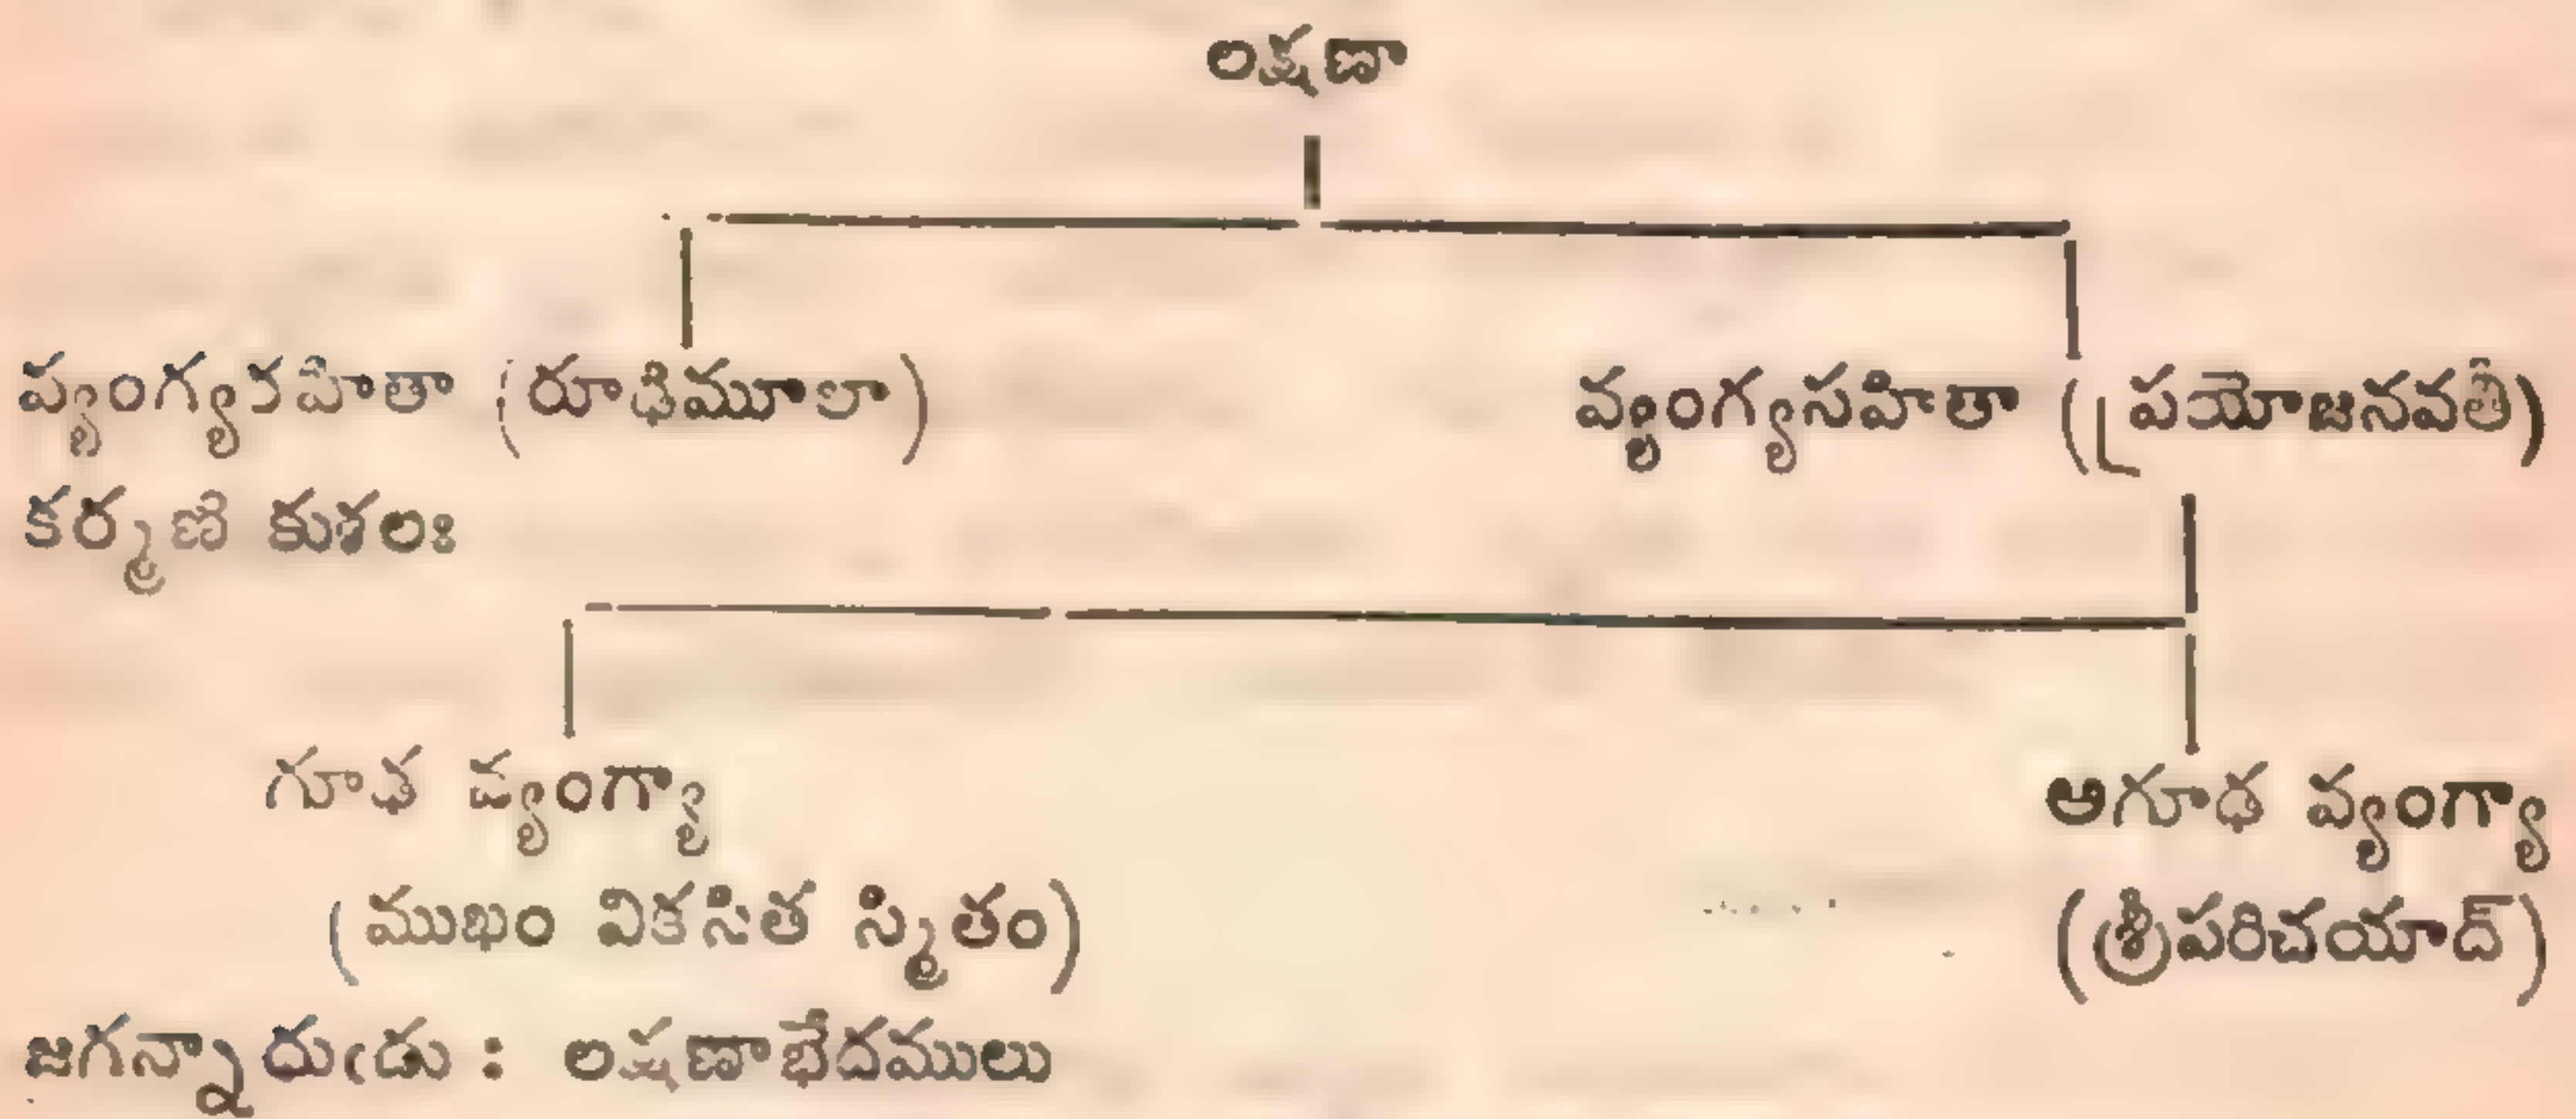 లక్షణా
వ్యంగ్యరహితా (రూఢిమూలా) వ్యంగ్యసహితా (ప్రయోజనవతీ)
కర్మణి కుశలః
గూఢ వ్యంగ్యా అగూఢ వ్యంగ్యా
(ముఖం వికసిత స్మితం) (శ్రీపరిచయాద్)
జగన్నాధుఁడు : లక్షణాభేదములు